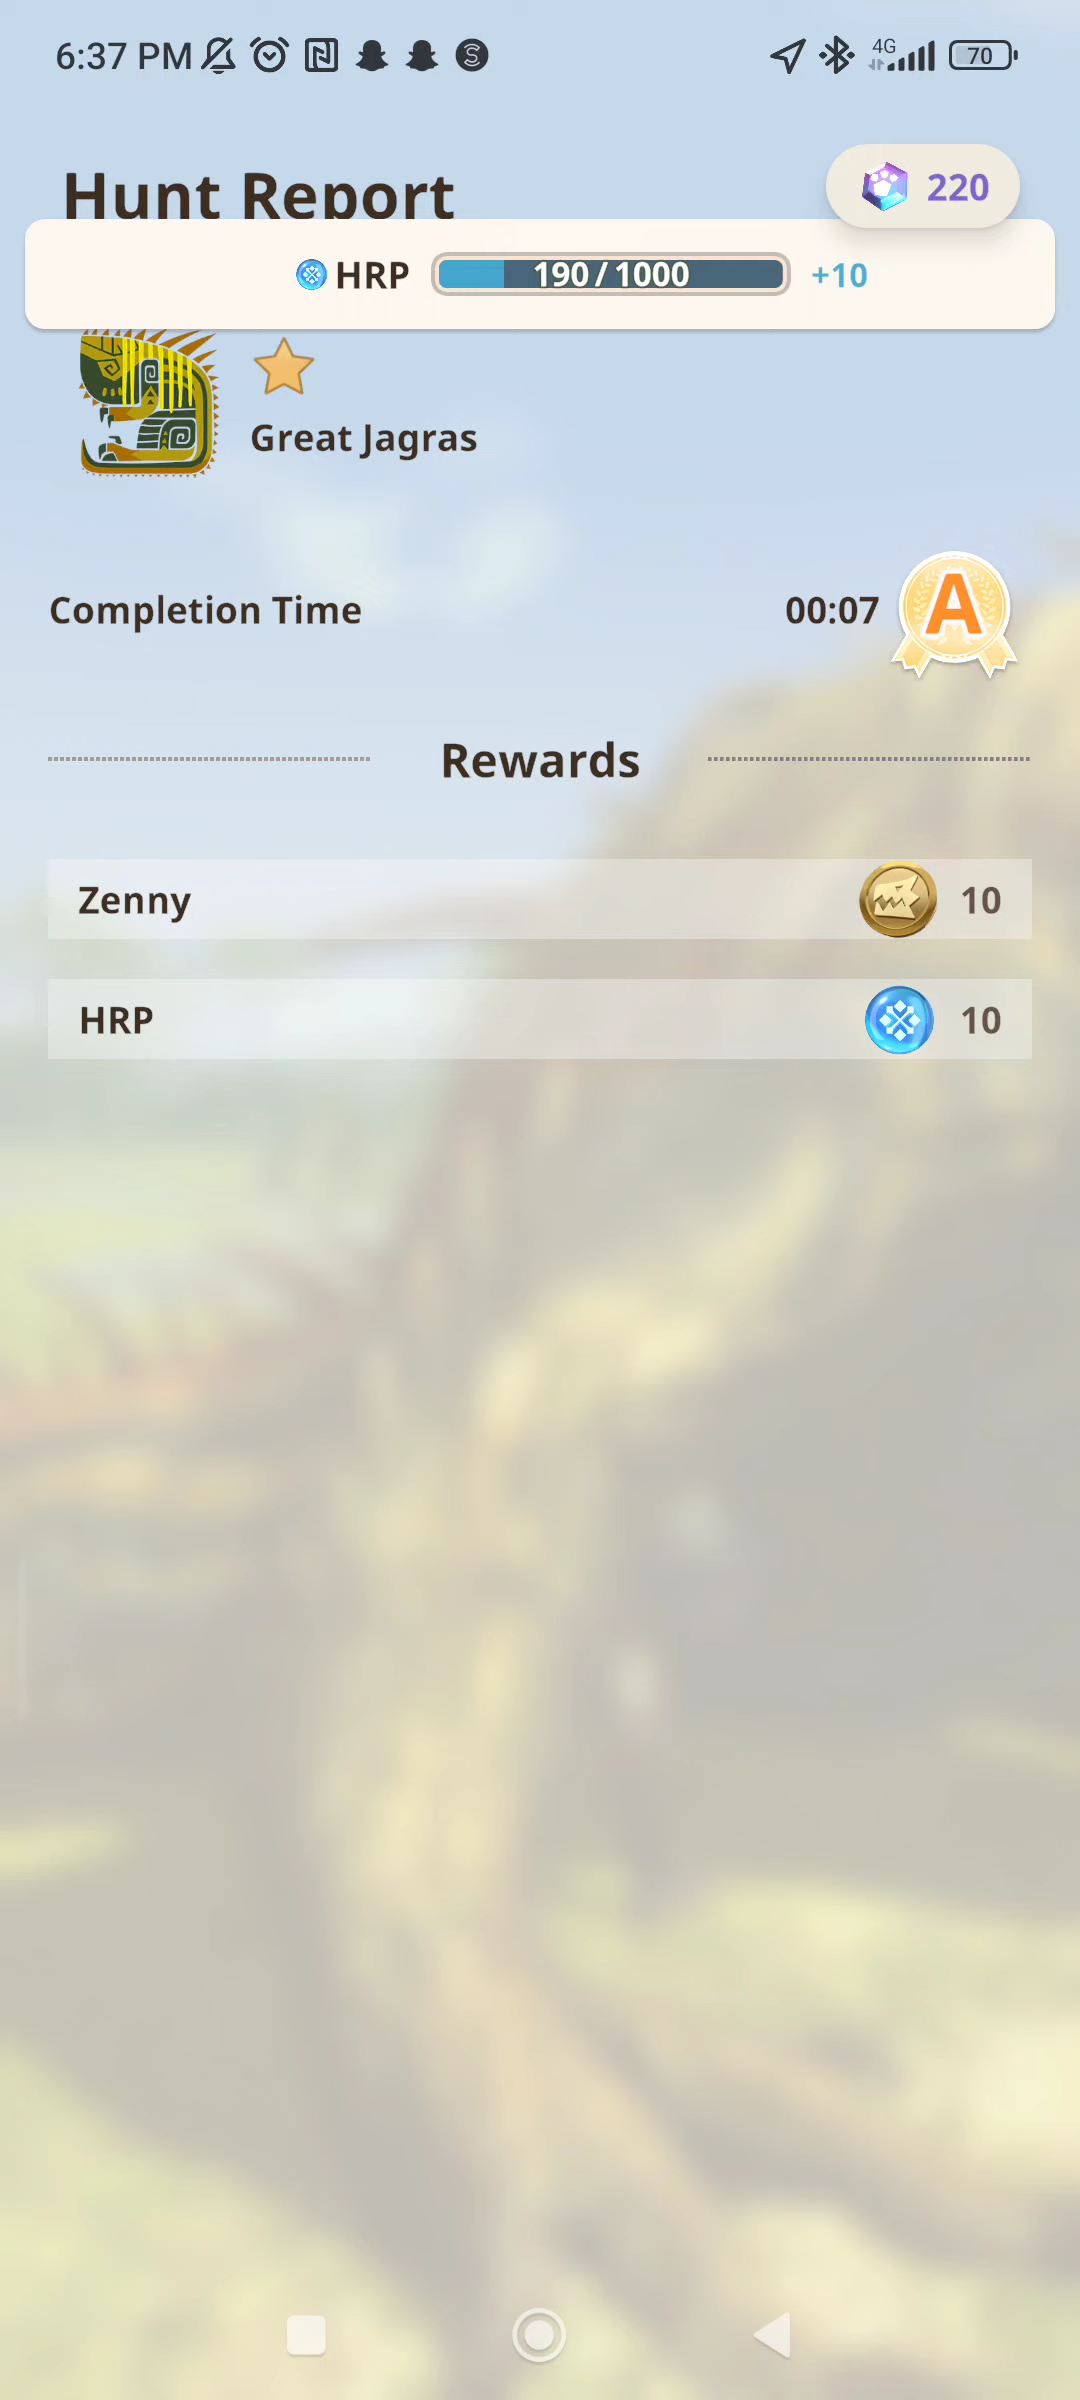 6:37 PM
4G
70
Hunt Report
220
HRP 190/1000 +10
Great Jagras
Completion Time 00:07 A
Rewards
Zenny 10
HRP 10